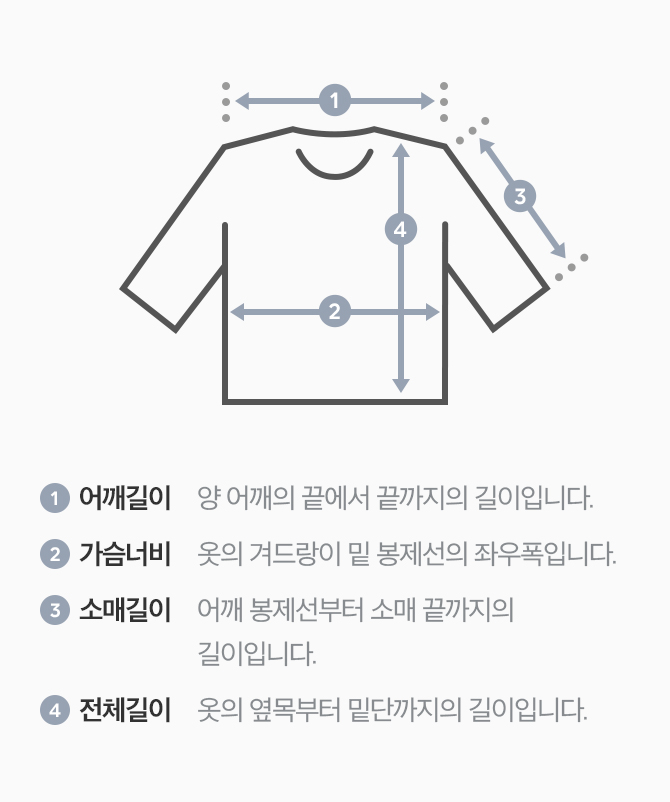 1
3
4
2
1 어깨길이 양 어깨의 끝에서 끝까지의 길이입니다.
2 가슴너비 옷의 겨드랑이 밑 봉제선의 좌우폭입니다.
3 소매길이 어깨 봉제선부터 소매 끝까지의
길이입니다.
4 전체길이 옷의 옆목부터 밑단까지의 길이입니다.